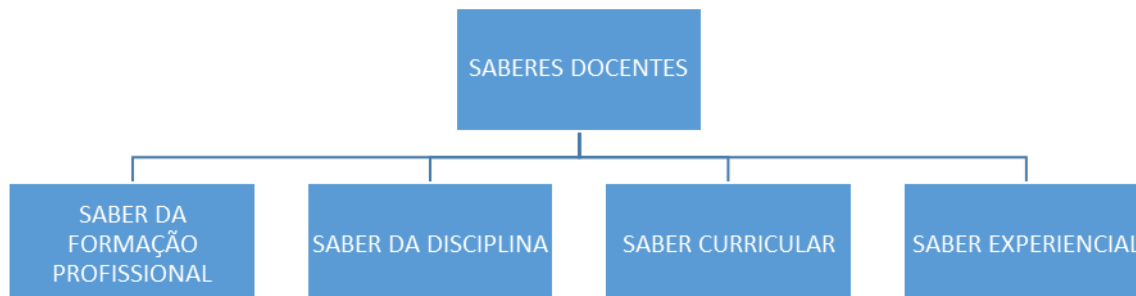 SABERES DOCENTES
SABER DA
FORMAÇÃO
PROFISSIONAL
SABER DA DISCIPLINA
SABER CURRICULAR
SABER EXPERIENCIAL